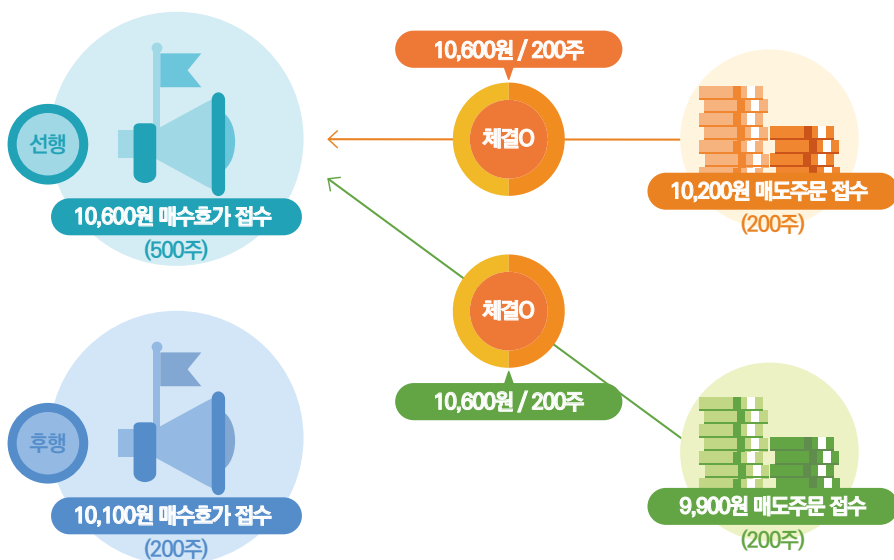 선행
10,600원 매수호가 접수
(500주)
10,600원 / 200주
체결O
10,200원 매도주문 접수
(200주)
체결O
10,600원 / 200주
후행
10,100원 매수호가 접수
(200주)
9,900원 매도주문 접수
(200주)